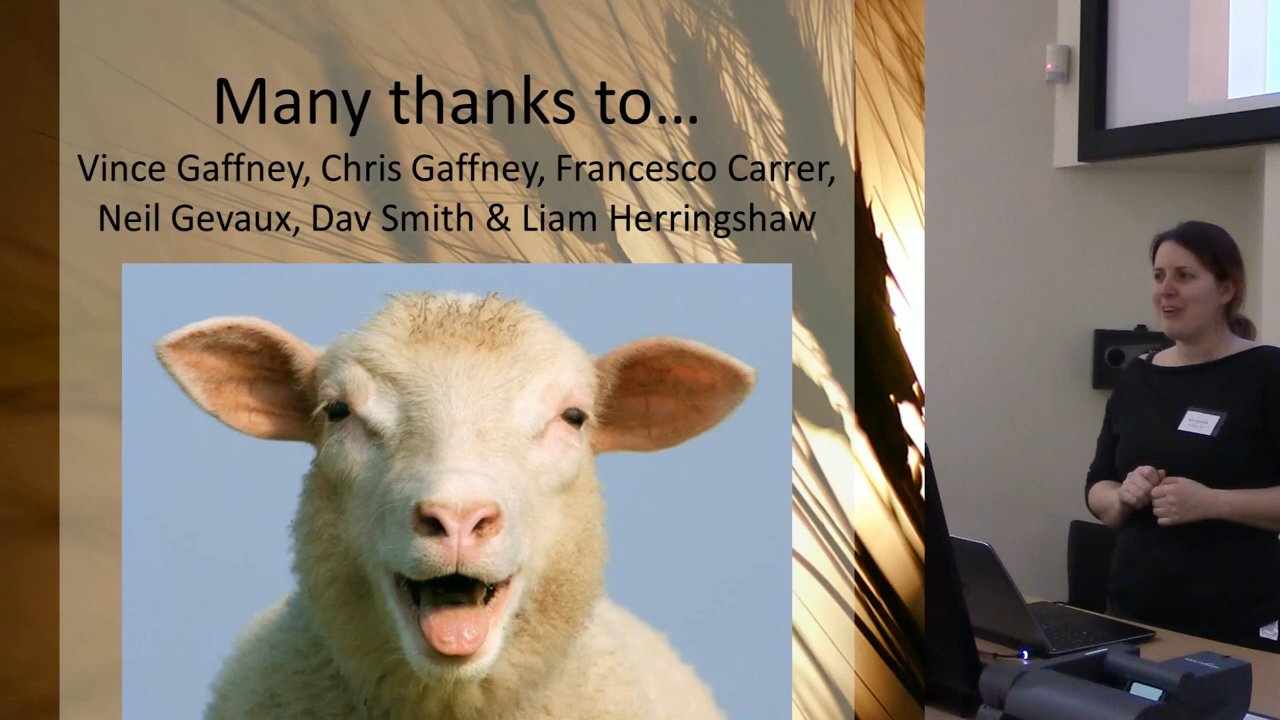 Many thanks to...
Vince Gaffney, Chris Gaffney, Francesco Carrer,
Neil Gevaux, Dav Smith & Liam Herringshaw